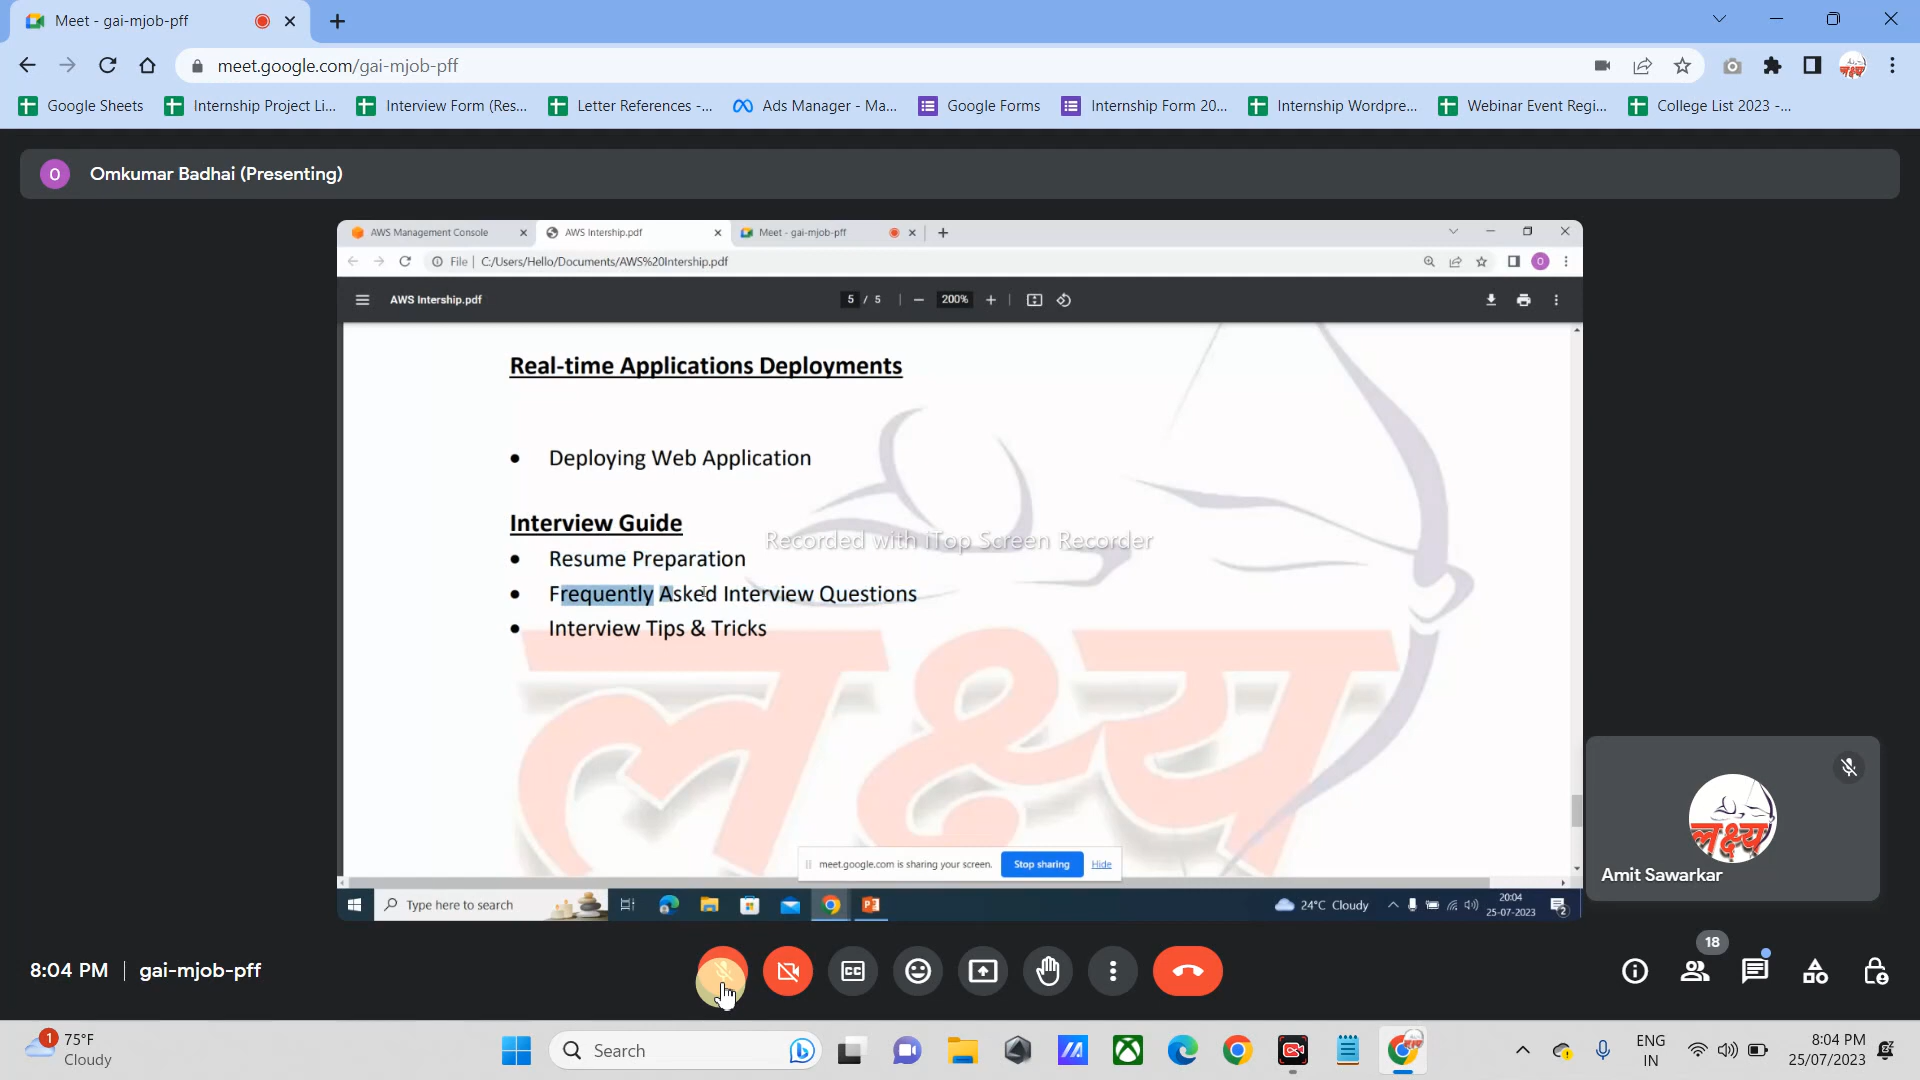 Meet - gai-mjob-pff
meet.google.com/gai-mjob-pff
Google Sheets
Internship Project Li...
Interview Form (Res...
Letter References -...
Ads Manager - Ma...
Google Forms
Internship Form 20...
Internship Wordpre...
Webinar Event Regi...
College List 2023 -...
O
Omkumar Badhai (Presenting)
AWS Management Console
AWS Intership.pdf
Meet - gai-mjob-pff
File
C:/Users/Hello/Documents/AWS%20Intership.pdf
O
AWS Intership.pdf
5 / 5
200%
Real-time Applications Deployments
• Deploying Web Application
Interview Guide
Recorded with iTop Screen Recorder
• Resume Preparation
• Frequently Asked Interview Questions
• Interview Tips & Tricks
लक्ष्य
meet.google.com is sharing your screen.
Stop sharing
Hide
लक्ष्य
Amit Sawarkar
Type here to search
24°C Cloudy
20:04
25-07-2023
2
8:04 PM
gai-mjob-pff
CC
18
1
75°F
Cloudy
Search
ENG
IN
8:04 PM
25/07/2023